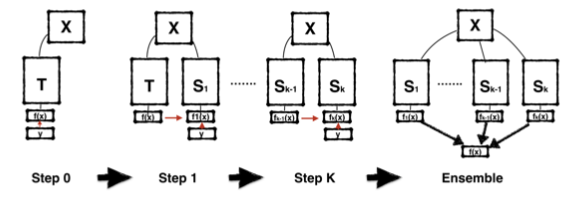 X X X X
T T S1 ........ Sk-1 Sk S1 ........ Sk-1 Sk
f(x) f(x) f1(x) fk-1(x) fk(x) f1(x) fk-1(x) fk(x)
y y y f(x)
Step 0 Step 1 Step K Ensemble